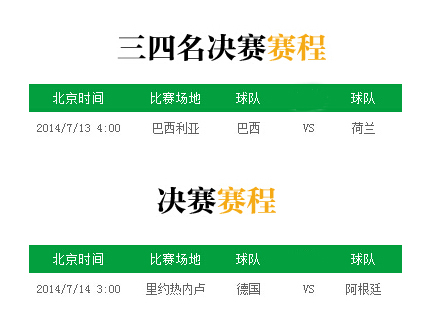 三四名决赛赛程
北京时间 比赛场地 球队 球队
2014/7/13 4:00 巴西利亚 巴西 VS 荷兰
决赛赛程
北京时间 比赛场地 球队 球队
2014/7/14 3:00 里约热内卢 德国 VS 阿根廷